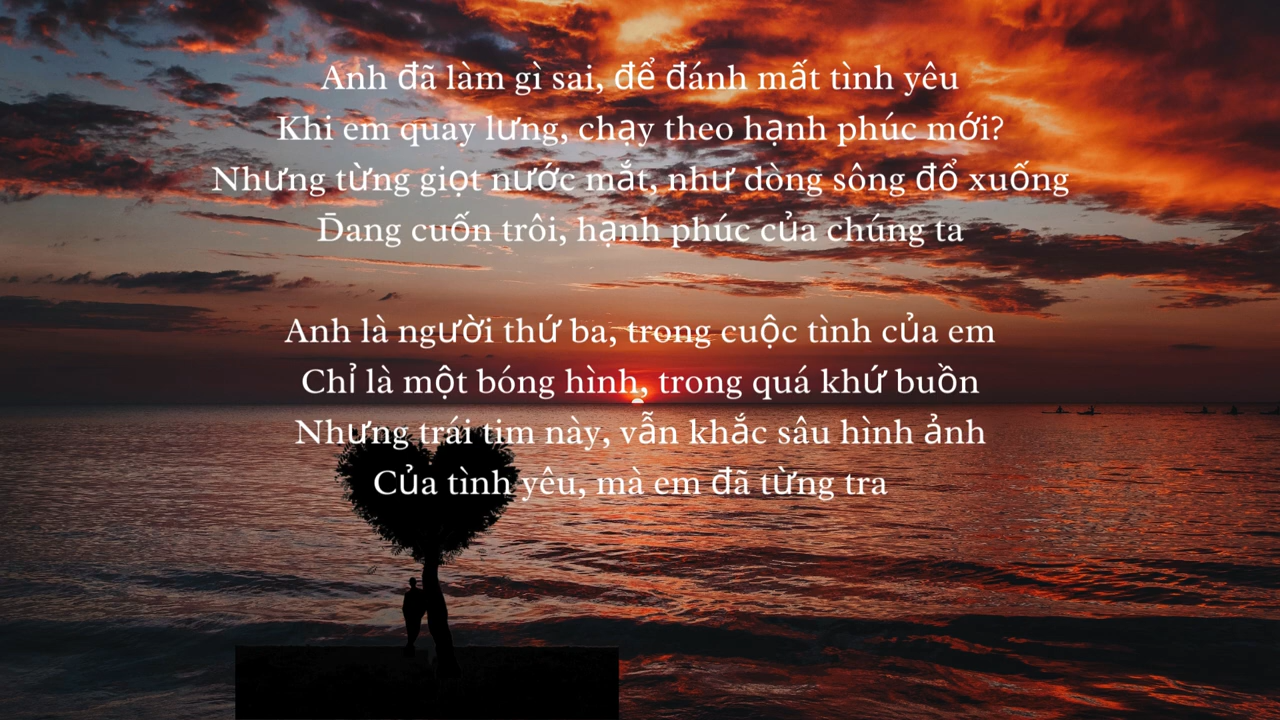 Anh đã làm gì sai, để đánh mất tình yêu
Khi em quay lưng, chạy theo hạnh phúc mới?
Nhưng từng giọt nước mắt, như dòng sông đổ xuống
Đang cuốn trôi, hạnh phúc của chúng ta
Anh là người thứ ba, trong cuộc tình của em
Chỉ là một bóng hình, trong quá khứ buồn
Nhưng trái tim này, vẫn khắc sâu hình ảnh
Của tình yêu, mà em đã từng tra